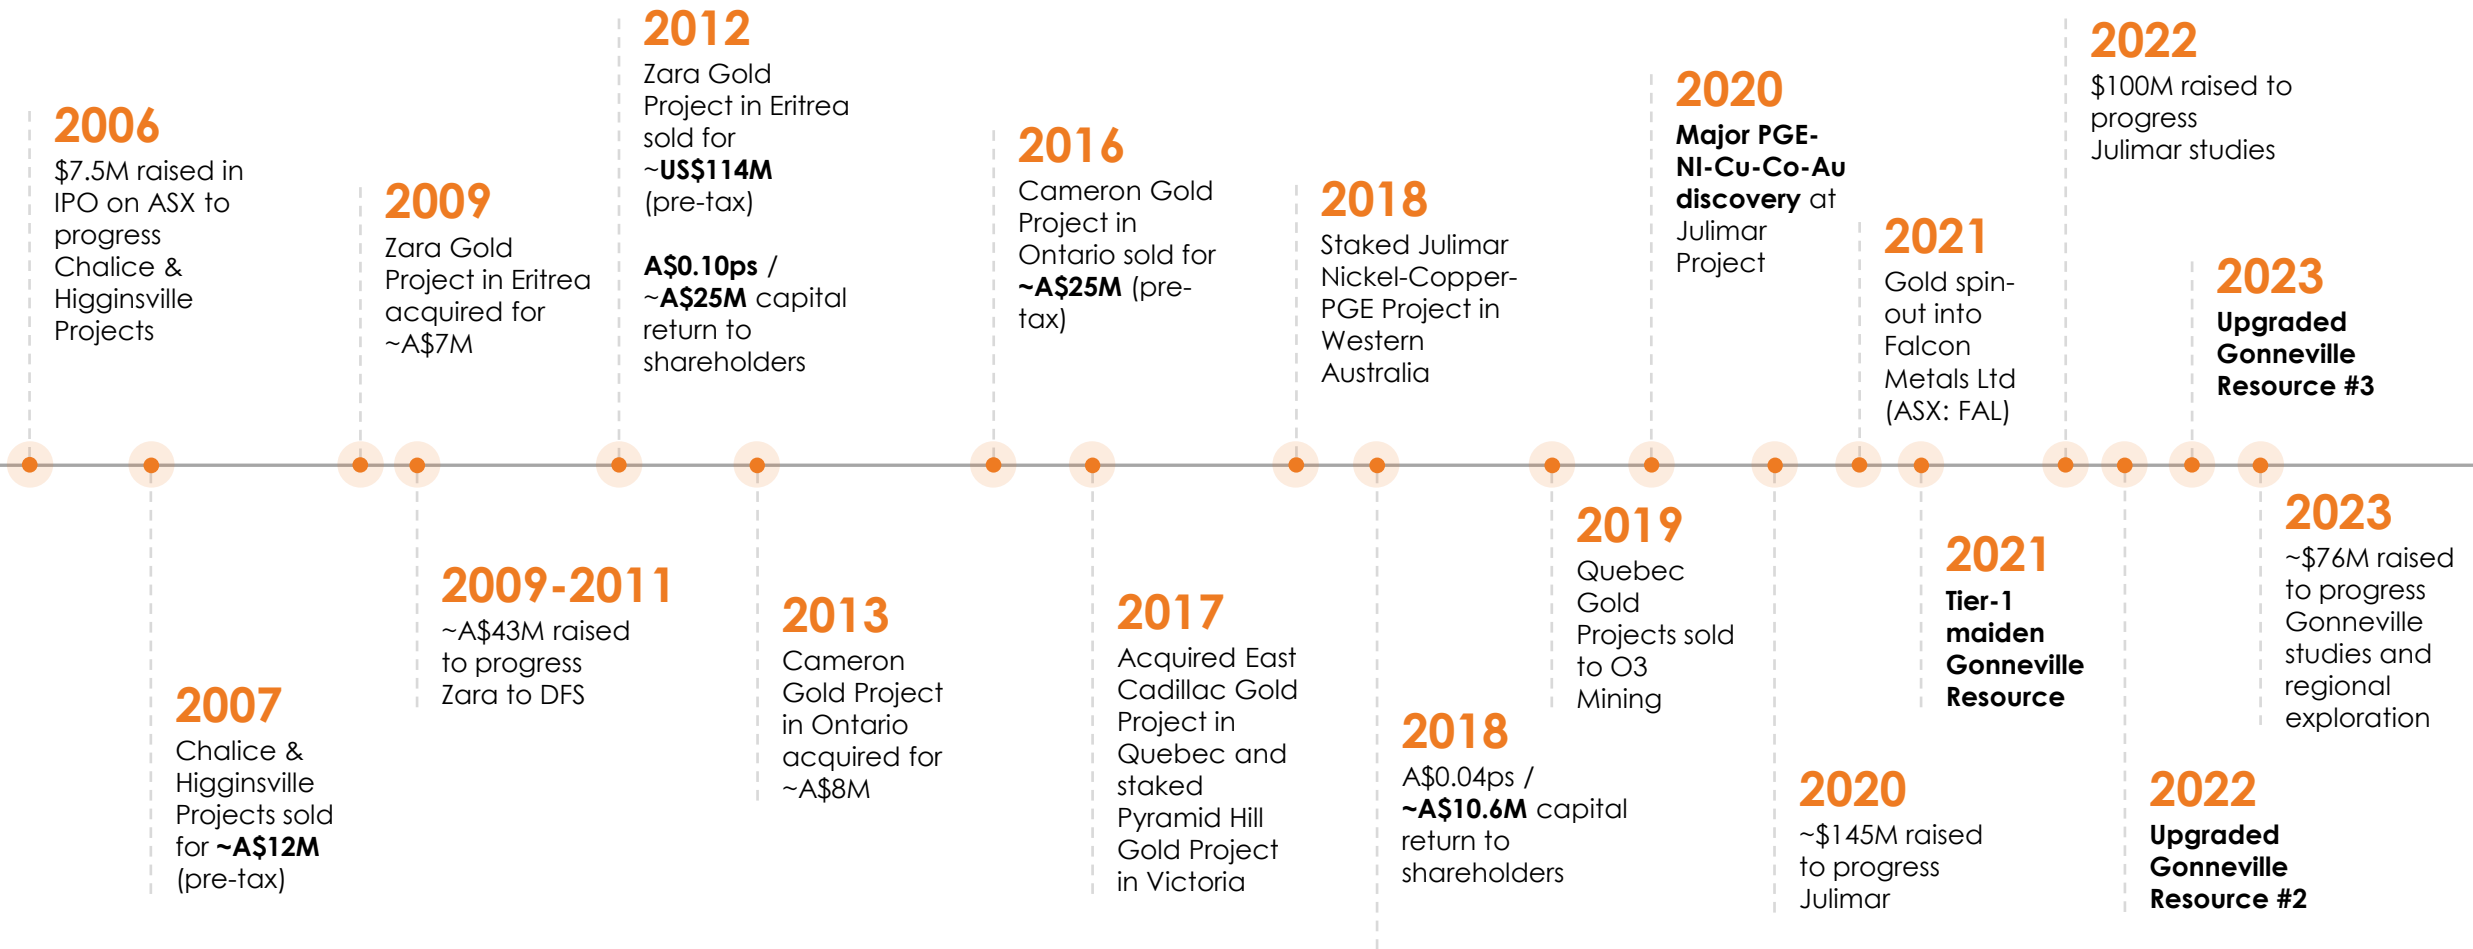 2006
$7.5M raised in
IPO on ASX to
progress
Chalice &
Higginsville
Projects
2007
Chalice &
Higginsville
Projects sold
for ~A$12M
(pre-tax)
2009
Zara Gold
Project in Eritrea
acquired for
~A$7M
2009-2011
~A$43M raised
to progress
Zara to DFS
2012
Zara Gold
Project in Eritrea
sold for
~US$114M
(pre-tax)
A$0.10ps /
~A$25M capital
return to
shareholders
2013
Cameron
Gold Project
in Ontario
acquired for
~A$8M
2016
Cameron Gold
Project in
Ontario sold for
~A$25M (pre-
tax)
2017
Acquired East
Cadillac Gold
Project in
Quebec and
staked
Pyramid Hill
Gold Project
in Victoria
2018
Staked Julimar
Nickel-Copper-
PGE Project in
Western
Australia
2018
A$0.04ps /
~A$10.6M capital
return to
shareholders
2019
Quebec
Gold
Projects sold
to O3
Mining
2020
Major PGE-
NI-Cu-Co-Au
discovery at
Julimar
Project
2020
~$145M raised
to progress
Julimar
2021
Gold spin-
out into
Falcon
Metals Ltd
(ASX: FAL)
2021
Tier-1
maiden
Gonneville
Resource
2022
$100M raised to
progress
Julimar studies
2022
Upgraded
Gonneville
Resource #2
2023
Upgraded
Gonneville
Resource #3
2023
~$76M raised
to progress
Gonneville
studies and
regional
exploration